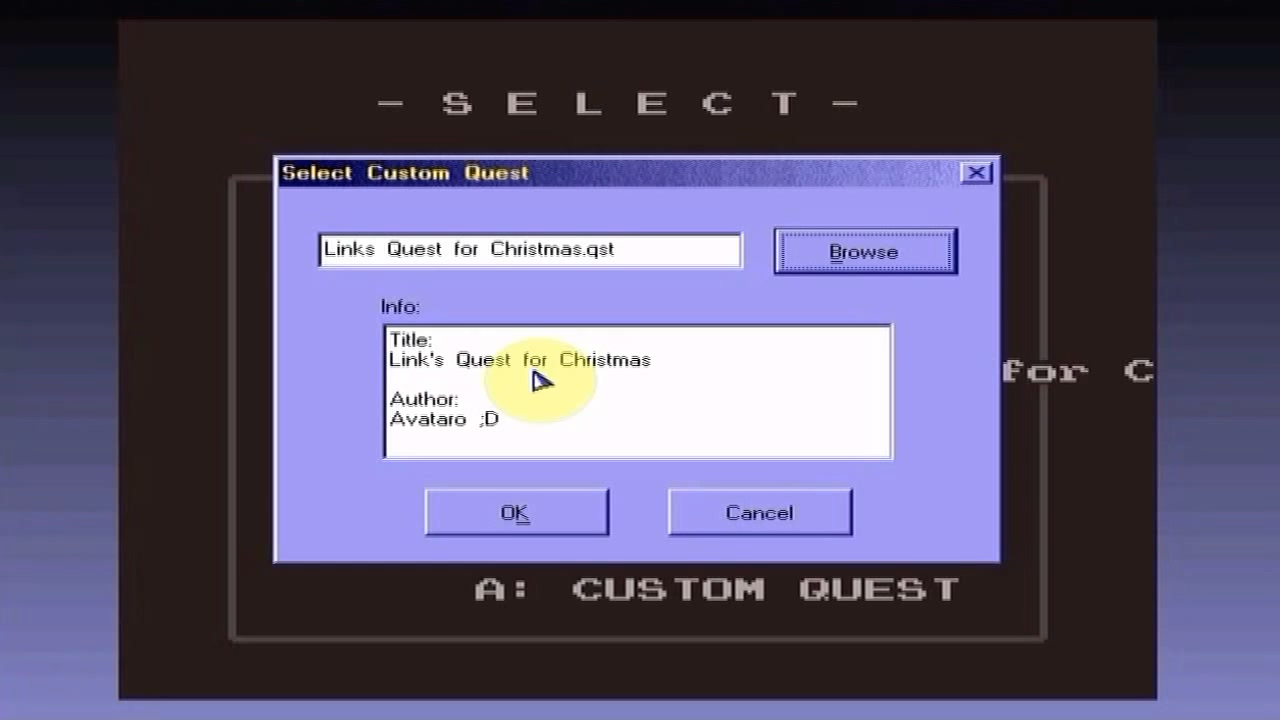 - S E L E C T -
Select Custom Quest
Links Quest for Christmas.qst
Browse
Info:
Title:
Link's Quest for Christmas
for C
Author:
Avataro ;D
OK
Cancel
A: CUSTOM QUEST